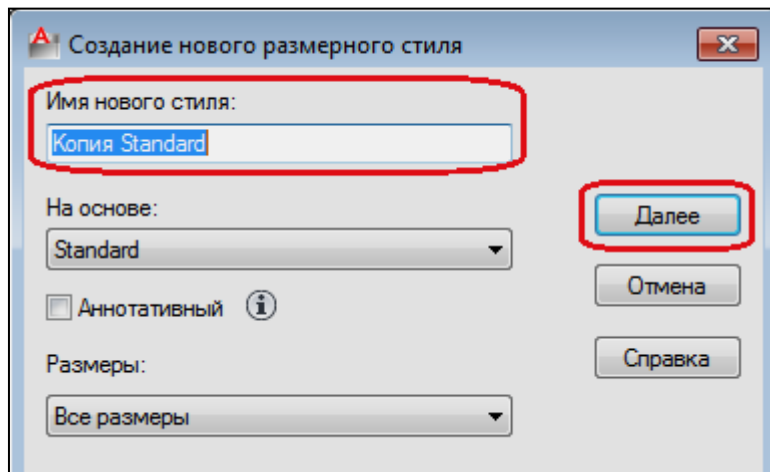 Создание нового размерного стиля
Имя нового стиля:
Копия Standard
На основе:
Standard
Далее
Аннотативный
Отмена
Размеры:
Справка
Все размеры